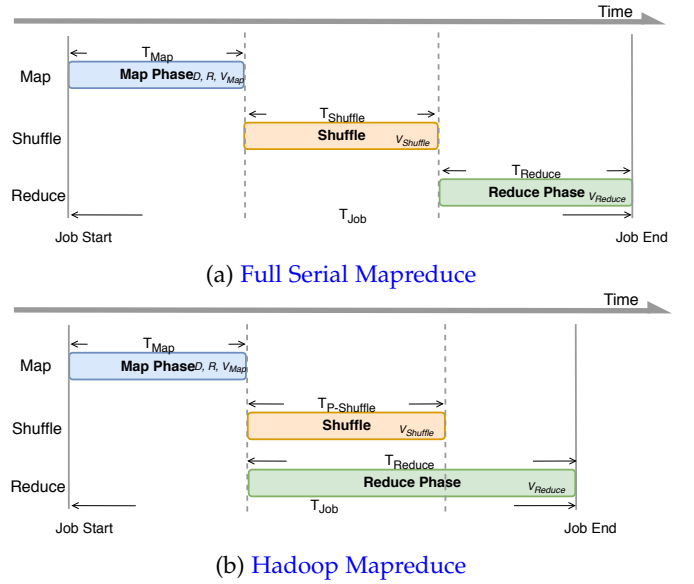 Time
T_Map
Map
Map Phase D, R, V_Map
T_Shuffle
Shuffle
Shuffle
V_Shuffle
T_Reduce
Reduce
Reduce Phase V_Reduce
T_Job
Job Start
Job End
(a) Full Serial Mapreduce
Time
T_Map
Map
Map Phase D, R, V_Map
T_P-Shuffle
Shuffle
Shuffle
V_Shuffle
T_Reduce
Reduce
Reduce Phase
V_Reduce
T_Job
Job Start
Job End
(b) Hadoop Mapreduce